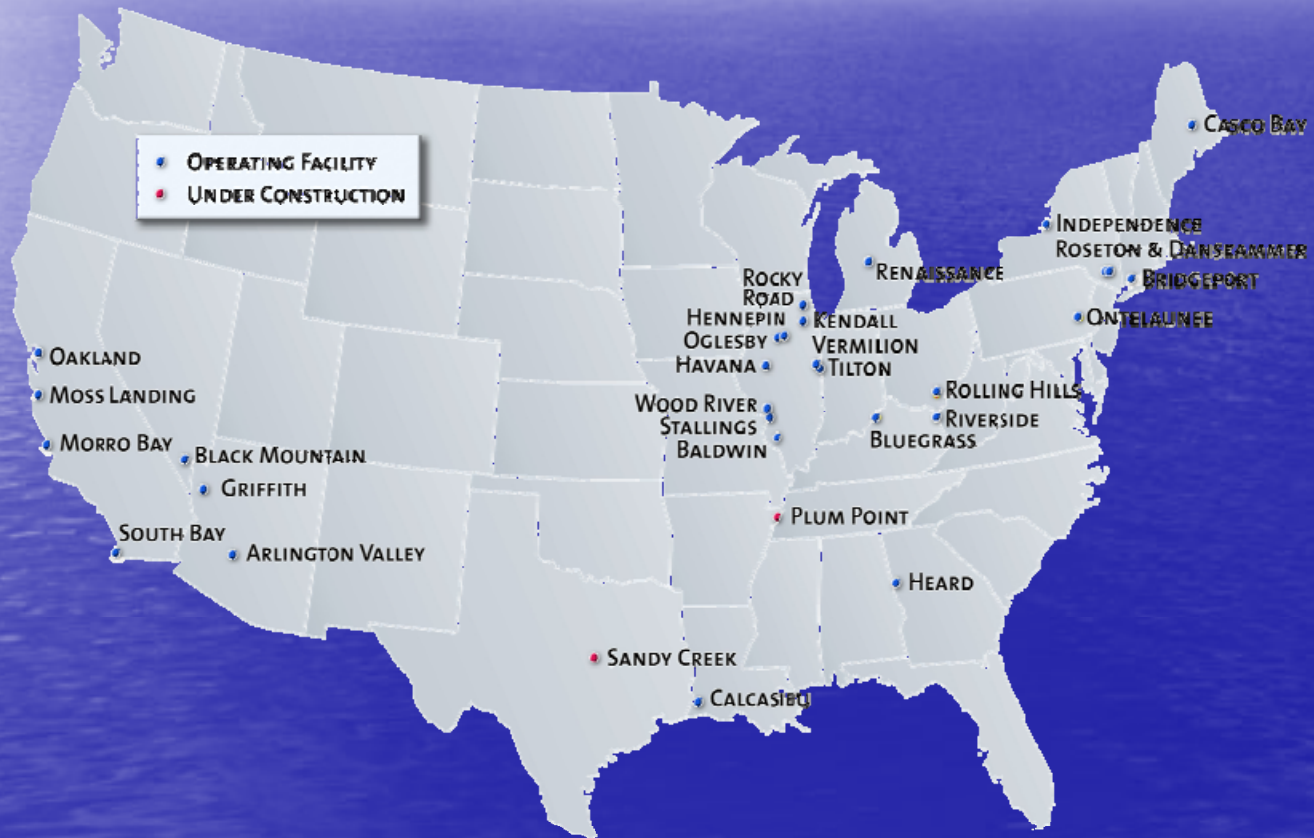 OPERATING FACILITY
UNDER CONSTRUCTION
CASCO BAY
INDEPENDENCE
ROSETON & DANSKAMMER
BRIDGEPORT
RENAISSANCE
ROCKY
ROAD
HENNEPIN
KENDALL
OGLESBY
VERMILION
HAVANA
TILTON
ONTELAUNEE
OAKLAND
MOSS LANDING
MORRO BAY
BLACK MOUNTAIN
GRIFFITH
SOUTH BAY
ARLINGTON VALLEY
WOOD RIVER
STALLINGS
BALDWIN
ROLLING HILLS
RIVERSIDE
BLUEGRASS
PLUM POINT
HEARD
SANDY CREEK
CALCASIEU